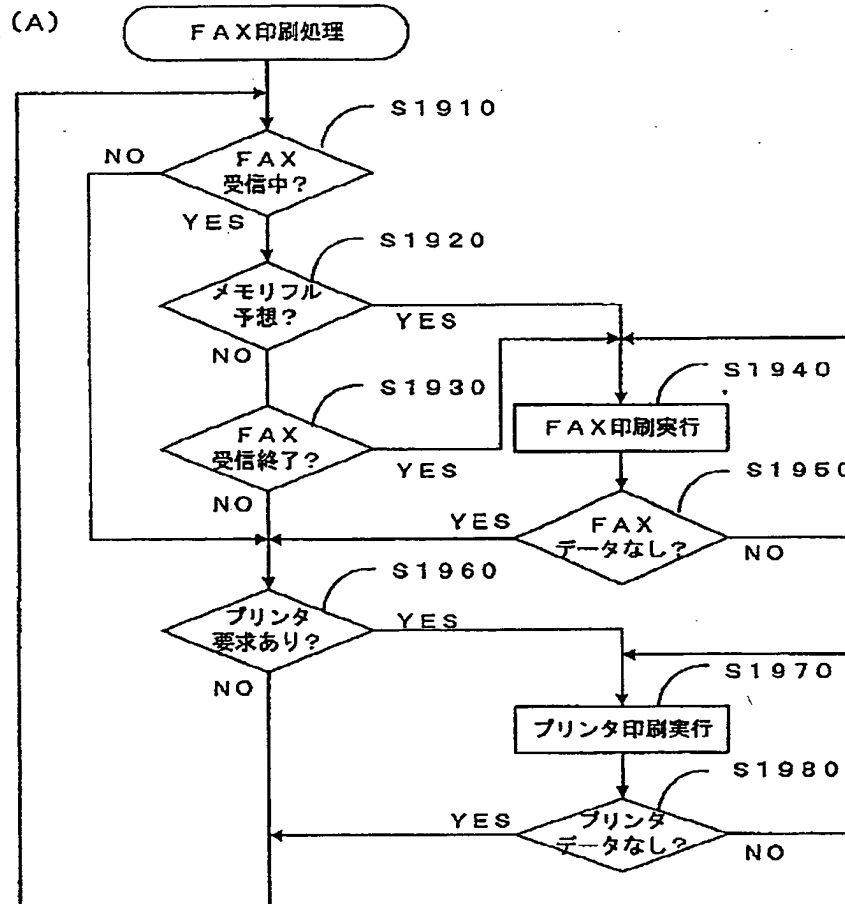 (A)
FAX印刷処理
S1910
NO
FAX
受信中?
YES
S1920
メモリフル
予想?
YES
NO
S1930
S1940
FAX
受信終了?
FAX印刷実行
YES
S1950
NO
YES
FAX
データなし?
NO
S1960
プリンタ
要求あり?
YES
NO
S1970
プリンタ印刷実行
S1980
YES
プリンタ
データなし?
NO